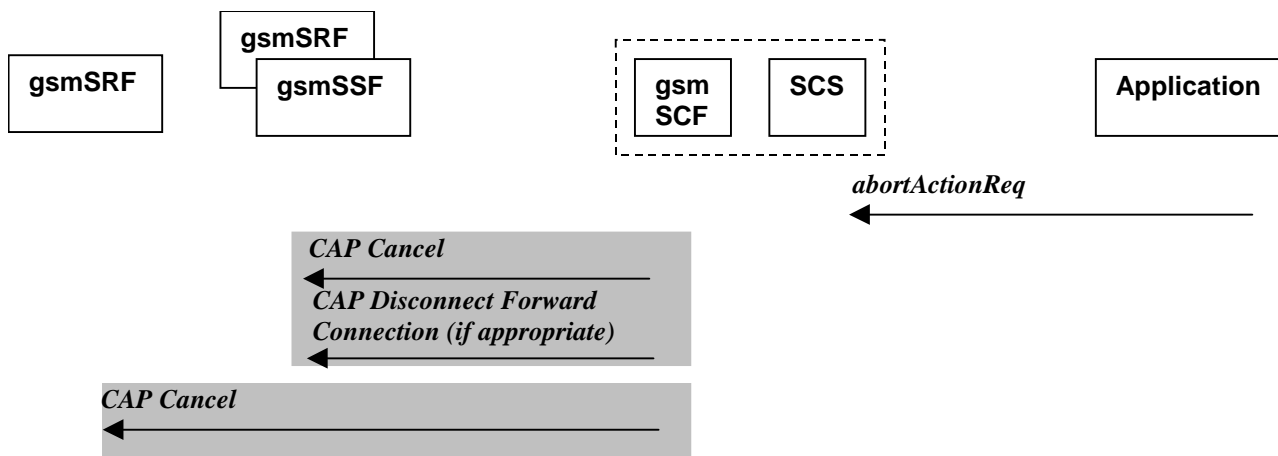 gsmSRF
gsmSRF
gsmSSF
gsm
SCF
SCS
Application
abortActionReq
CAP Cancel
CAP Disconnect Forward
Connection (if appropriate)
CAP Cancel